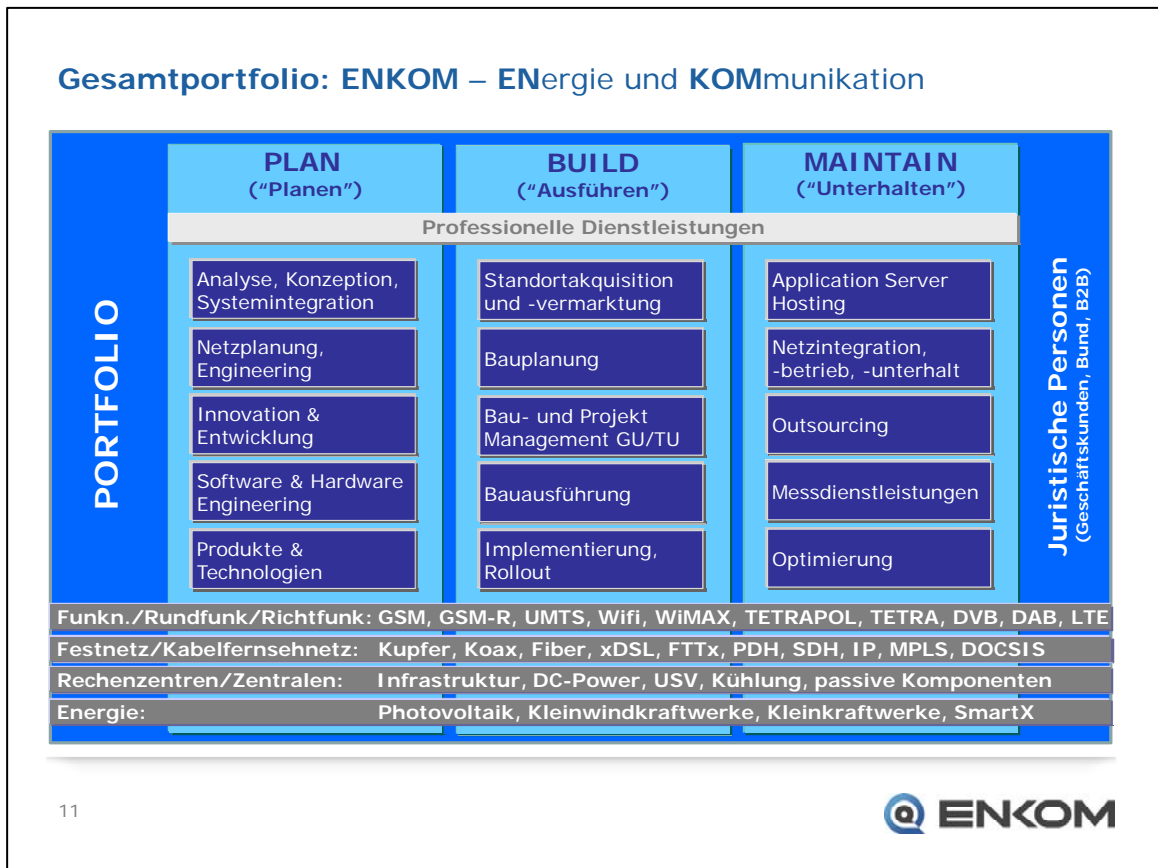 Gesamtportfolio: ENKOM – ENergie und KOMmunikation
PORTFOLIO
PLAN
(“Planen”)
BUILD
(“Ausführen”)
MAINTAIN
(“Unterhalten”)
Professionelle Dienstleistungen
Analyse, Konzeption,
Systemintegration
Netzplanung,
Engineering
Innovation &
Entwicklung
Software & Hardware
Engineering
Produkte &
Technologien
Standortakquisition
und -vermarktung
Bauplanung
Bau- und Projekt
Management GU/TU
Bauausführung
Implementierung,
Rollout
Application Server
Hosting
Netzintegration,
-betrieb, -unterhalt
Outsourcing
Messdienstleistungen
Optimierung
Juristische Personen
(Geschäftskunden, Bund, B2B)
Funkn./Rundfunk/Richtfunk: GSM, GSM-R, UMTS, Wifi, WiMAX, TETRAPOL, TETRA, DVB, DAB, LTE
Festnetz/Kabelfernsehnetz: Kupfer, Koax, Fiber, xDSL, FTTx, PDH, SDH, IP, MPLS, DOCSIS
Rechenzentren/Zentralen: Infrastruktur, DC-Power, USV, Kühlung, passive Komponenten
Energie: Photovoltaik, Kleinwindkraftwerke, Kleinkraftwerke, SmartX
11
ENKOM